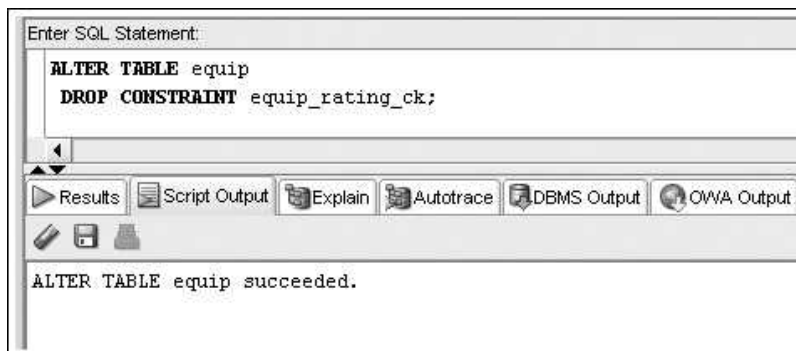 Enter SQL Statement:
ALTER TABLE equip
DROP CONSTRAINT equip_rating_ck;
Results Script Output Explain Autotrace DBMS Output OWA Output
ALTER TABLE equip succeeded.